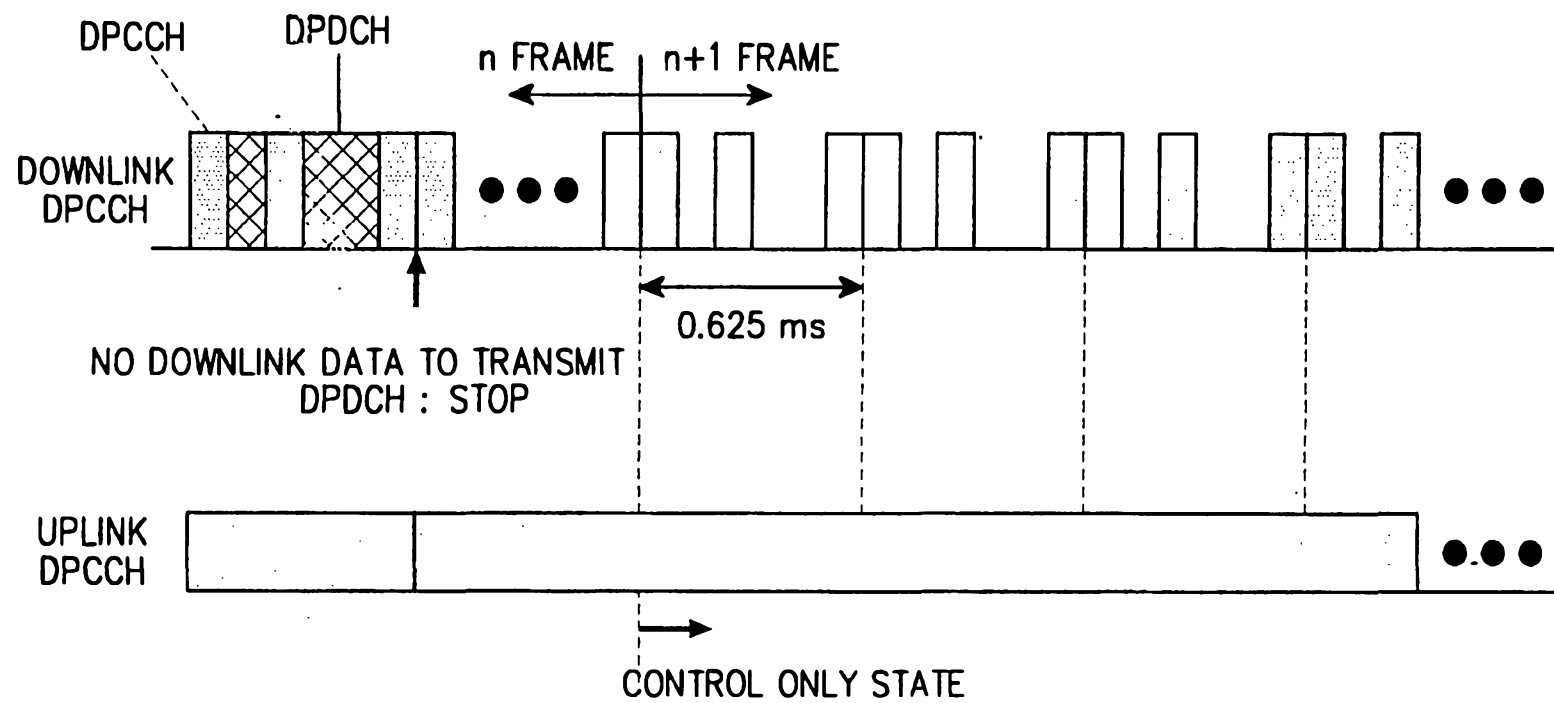 DPCCH
DPDCH
n FRAME
n+1 FRAME
DOWNLINK
DPCCH
0.625 ms
NO DOWNLINK DATA TO TRANSMIT
DPDCH : STOP
UPLINK
DPCCH
CONTROL ONLY STATE